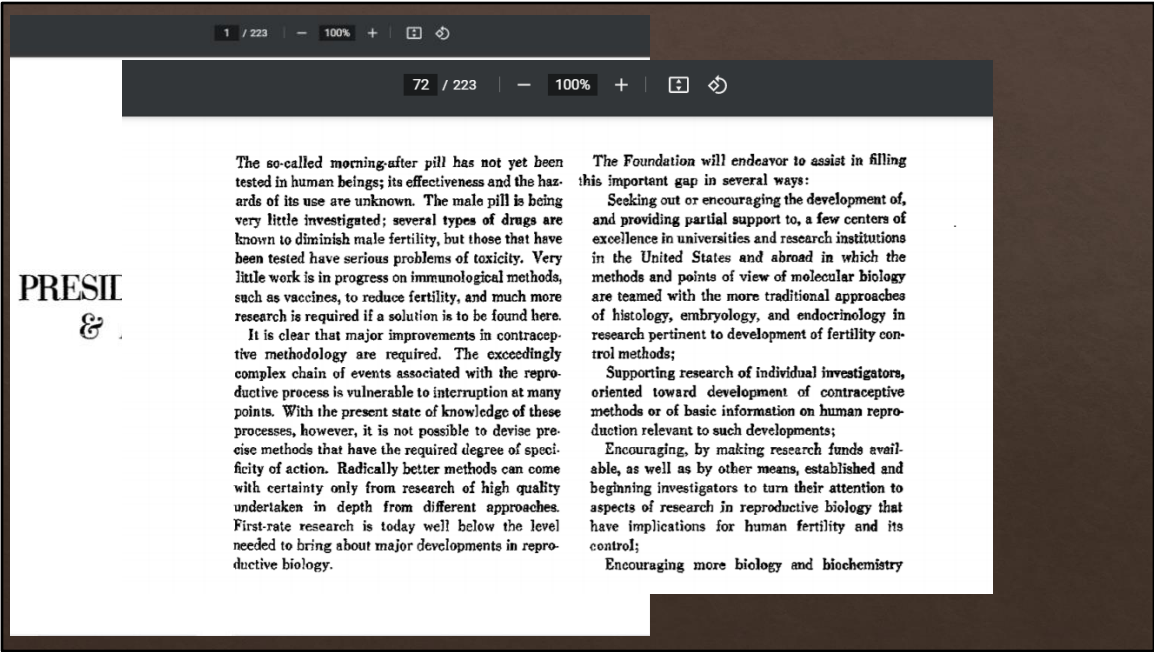 1 / 223 100%
72 / 223 100%
PRESI
&
The so-called morning-after pill has not yet been
tested in human beings; its effectiveness and the haz-
ards of its use are unknown. The male pill is being
very little investigated; several types of drugs are
known to diminish male fertility, but those that have
been tested have serious problems of toxicity. Very
little work is in progress on immunological methods,
such as vaccines, to reduce fertility, and much more
research is required if a solution is to be found here.
It is clear that major improvements in contracep-
tive methodology are required. The exceedingly
complex chain of events associated with the repro-
ductive process is vulnerable to interruption at many
points. With the present state of knowledge of these
processes, however, it is not possible to devise pre-
cise methods that have the required degree of speci-
ficity of action. Radically better methods can come
with certainty only from research of high quality
undertaken in depth from different approaches.
First-rate research is today well below the level
needed to bring about major developments in repro-
ductive biology.
The Foundation will endeavor to assist in filling
this important gap in several ways:
Seeking out or encouraging the development of,
and providing partial support to, a few centers of
excellence in universities and research institutions
in the United States and abroad in which the
methods and points of view of molecular biology
are teamed with the more traditional approaches
of histology, embryology, and endocrinology in
research pertinent to development of fertility con-
trol methods;
Supporting research of individual investigators,
oriented toward development of contraceptive
methods or of basic information on human repro-
duction relevant to such developments;
Encouraging, by making research funds avail-
able, as well as by other means, established and
beginning investigators to turn their attention to
aspects of research in reproductive biology that
have implications for human fertility and its
control;
Encouraging more biology and biochemistry